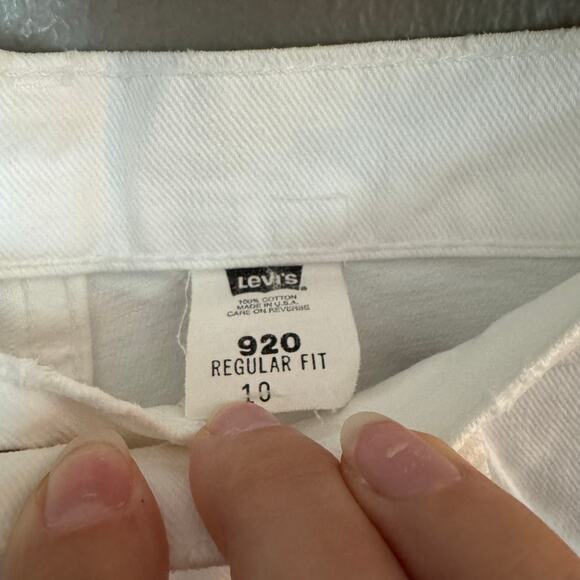 LEVI'S
100% COTTON
MADE IN U.S.A.
CARE ON REVERSE
920
REGULAR FIT
10